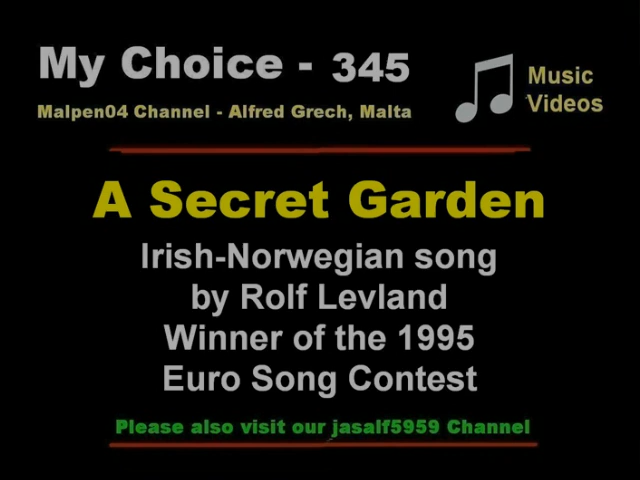 My Choice - 345
Malpen04 Channel - Alfred Grech, Malta
Music
Videos
A Secret Garden
Irish-Norwegian song
by Rolf Levland
Winner of the 1995
Euro Song Contest
Please also visit our jasalf5959 Channel